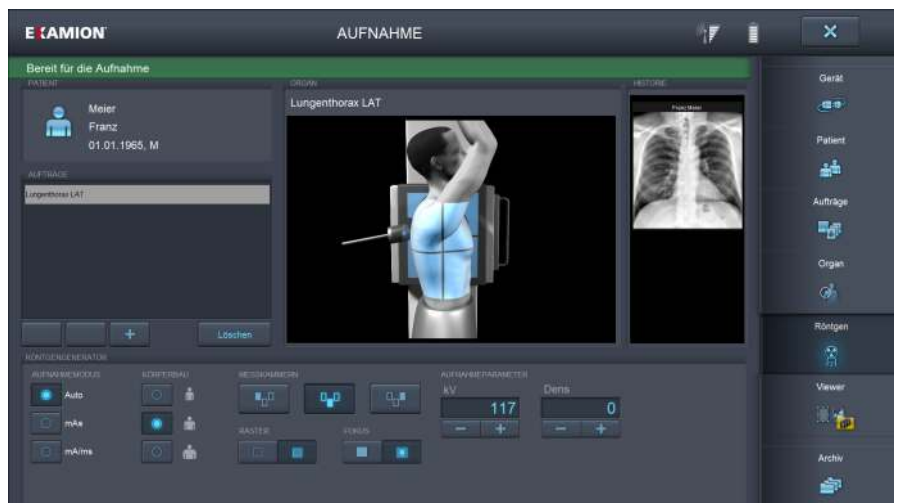 EXAMION
AUFNAHME
Bereit für die Aufnahme
PATIENT
Meier
Franz
01.01.1965, M
AUFTRÄGE
Lungenthorax LAT
+
Löschen
ORGAN
Lungenthorax LAT
HISTORIE
Franz Meier
RÖNTGENGENERATOR
AUFNAHMEMODUS
Auto
mAs
mA/ms
KÖRPERBAU
MESSKAMMERN
RASTER
FOKUS
AUFNAHMEPARAMETER
kV
117
− +
Dens
0
− +
Gerät
Patient
Aufträge
Organ
Röntgen
Viewer
Archiv